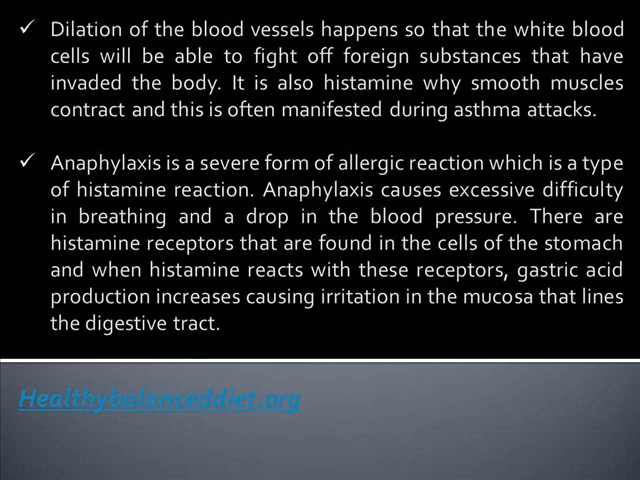 ✓ Dilation of the blood vessels happens so that the white blood
cells will be able to fight off foreign substances that have
invaded the body. It is also histamine why smooth muscles
contract and this is often manifested during asthma attacks.
✓ Anaphylaxis is a severe form of allergic reaction which is a type
of histamine reaction. Anaphylaxis causes excessive difficulty
in breathing and a drop in the blood pressure. There are
histamine receptors that are found in the cells of the stomach
and when histamine reacts with these receptors, gastric acid
production increases causing irritation in the mucosa that lines
the digestive tract.
Healthybalanceddiet.org